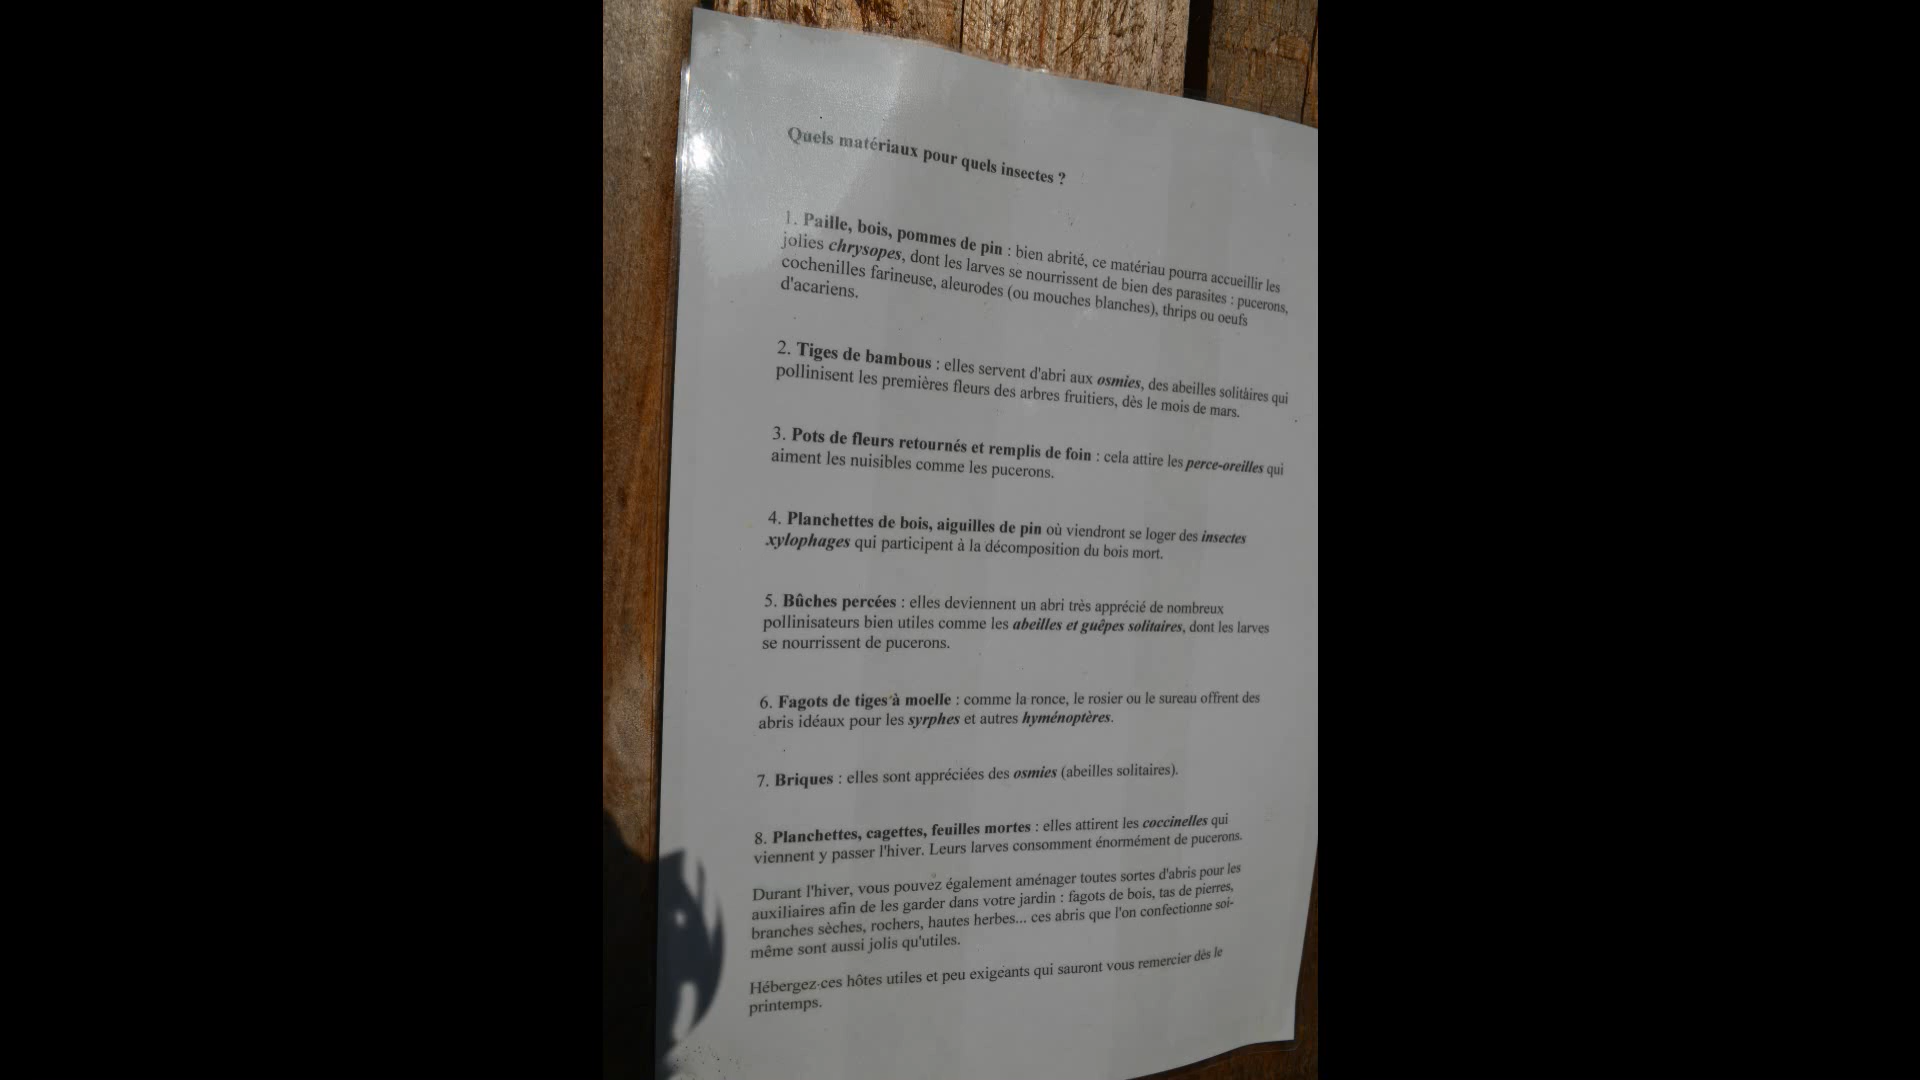 Quels matériaux pour quels insectes ?
1. Paille, bois, pommes de pin : bien abrité, ce matériau pourra accueillir les
jolies chrysopes, dont les larves se nourrissent de bien des parasites : pucerons,
cochenilles farineuse, aleurodes (ou mouches blanches), thrips ou oeufs
d'acariens.
2. Tiges de bambous : elles servent d'abri aux osmies, des abeilles solitaires qui
pollinisent les premières fleurs des arbres fruitiers, dès le mois de mars.
3. Pots de fleurs retournés et remplis de foin : cela attire les perce-oreilles qui
aiment les nuisibles comme les pucerons.
4. Planchettes de bois, aiguilles de pin où viendront se loger des insectes
xylophages qui participent à la décomposition du bois mort.
5. Bûches percées : elles deviennent un abri très apprécié de nombreux
pollinisateurs bien utiles comme les abeilles et guêpes solitaires, dont les larves
se nourrissent de pucerons.
6. Fagots de tiges à moelle : comme la ronce, le rosier ou le sureau offrent des
abris idéaux pour les syrphes et autres hyménoptères.
7. Briques : elles sont appréciées des osmies (abeilles solitaires).
8. Planchettes, cagettes, feuilles mortes : elles attirent les coccinelles qui
viennent y passer l'hiver. Leurs larves consomment énormément de pucerons.
Durant l'hiver, vous pouvez également aménager toutes sortes d'abris pour les
auxiliaires afin de les garder dans votre jardin : fagots de bois, tas de pierres,
branches sèches, rochers, hautes herbes... ces abris que l'on confectionne soi-
même sont aussi jolis qu'utiles.
Hébergez-ces hôtes utiles et peu exigeants qui sauront vous remercier dès le
printemps.